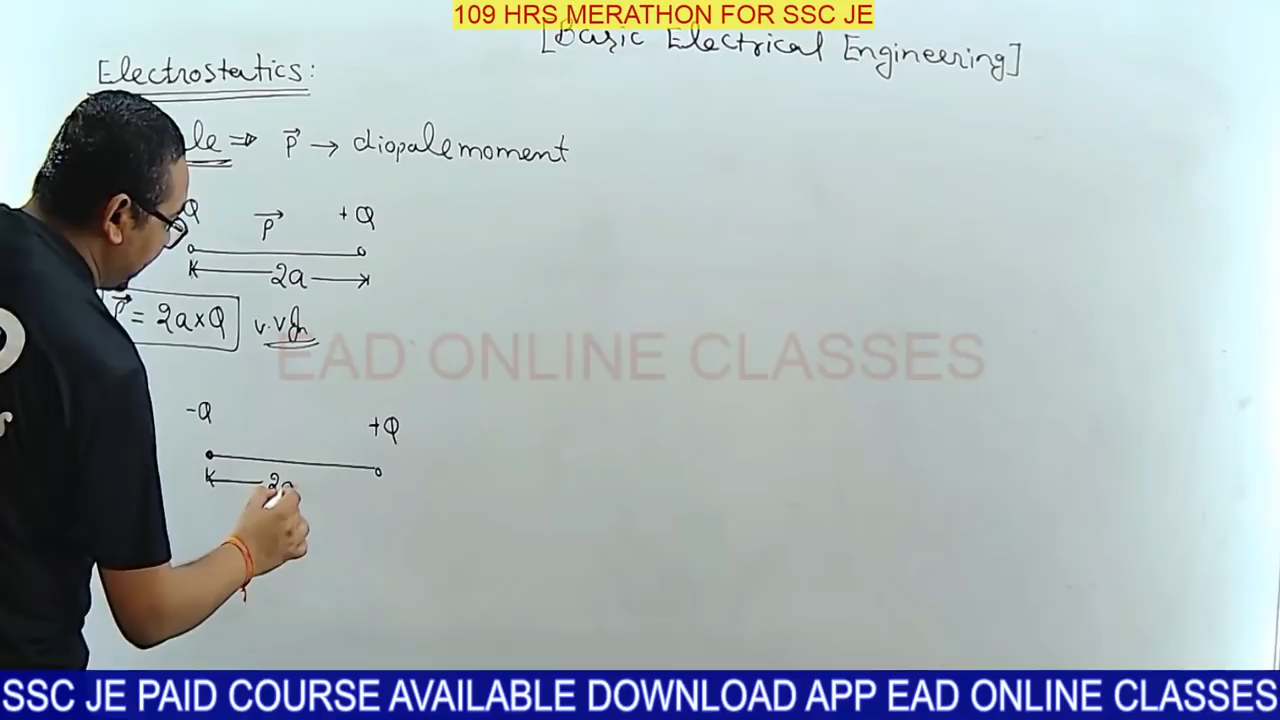 109 HRS MERATHON FOR SSC JE
[Basic Electrical Engineering]
Electrostatics:
le ⇒ P⃗ → diopalemoment
Q P⃗ +Q
2a
P⃗ = 2a×Q
EAD ONLINE CLASSES
-Q +Q
2a
SSC JE PAID COURSE AVAILABLE DOWNLOAD APP EAD ONLINE CLASSES